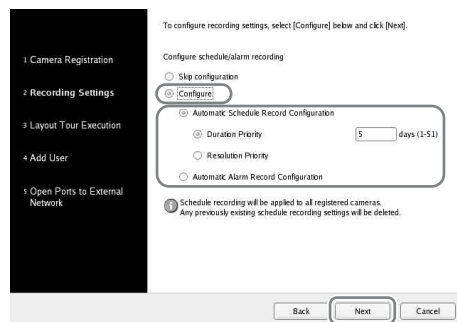 To configure recording settings, select [Configure] below and click [Next].
1 Camera Registration
2 Recording Settings
3 Layout Tour Execution
4 Add User
5 Open Ports to External
Network
Configure schedule/alarm recording
Skip configuration
Configure
Automatic Schedule Record Configuration
Duration Priority 5 days (1-51)
Resolution Priority
Automatic Alarm Record Configuration
Schedule recording will be applied to all registered cameras.
Any previously existing schedule recording settings will be deleted.
Back Next Cancel